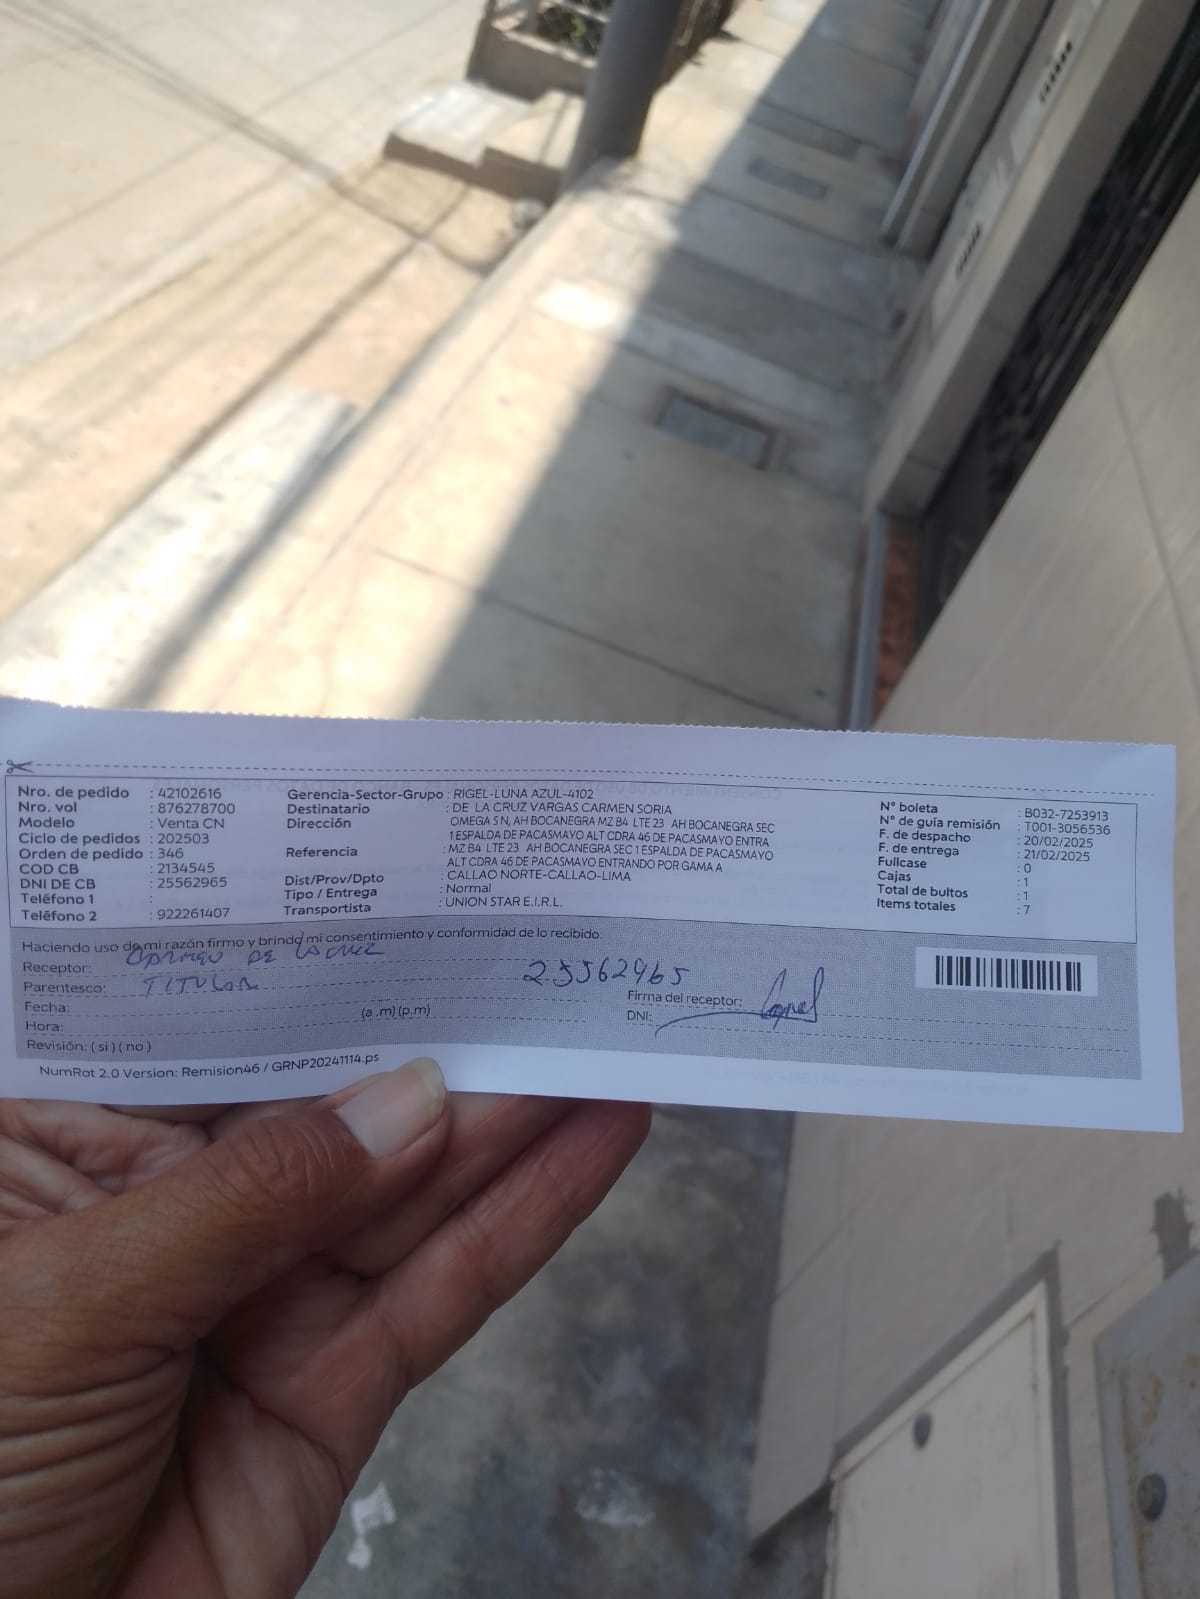 Nro. de pedido : 42102616
Nro. vol : 876278700
Modelo : Venta CN
Ciclo de pedidos : 202503
Orden de pedido : 346
COD CB : 2134545
DNI DE CB : 25562965
Teléfono 1 :
Teléfono 2 : 922261407
Gerencia-Sector-Grupo : RIGEL-LUNA AZUL-4102
Destinatario : DE LA CRUZ VARGAS CARMEN SORIA
Dirección : OMEGA S N, AH BOCANEGRA MZ B4 LTE 23 AH BOCANEGRA SEC
1 ESPALDA DE PACASMAYO ALT CDRA 46 DE PACASMAYO ENTRA
Referencia : MZ B4 LTE 23 AH BOCANEGRA SEC 1 ESPALDA DE PACASMAYO
ALT CDRA 46 DE PACASMAYO ENTRANDO POR GAMA A
Dist/Prov/Dpto : CALLAO NORTE-CALLAO-LIMA
Tipo / Entrega : Normal
Transportista : UNION STAR E.I.R.L.
N° boleta : B032-7253913
N° de guía remisión : T001-3056536
F. de despacho : 20/02/2025
F. de entrega : 21/02/2025
Fullcase : 0
Cajas : 1
Total de bultos : 1
Items totales : 7
Haciendo uso de mi razón firmo y brindo mi consentimiento y conformidad de lo recibido.
Receptor: DE LA CRUZ
Parentesco: TITULAR
25562965
Fecha:
Hora: (a .m) (p.m)
Revisión: ( si ) ( no )
Firma del receptor:
DNI:
NumRot 2.0 Version: Remision46 / GRNP20241114.ps